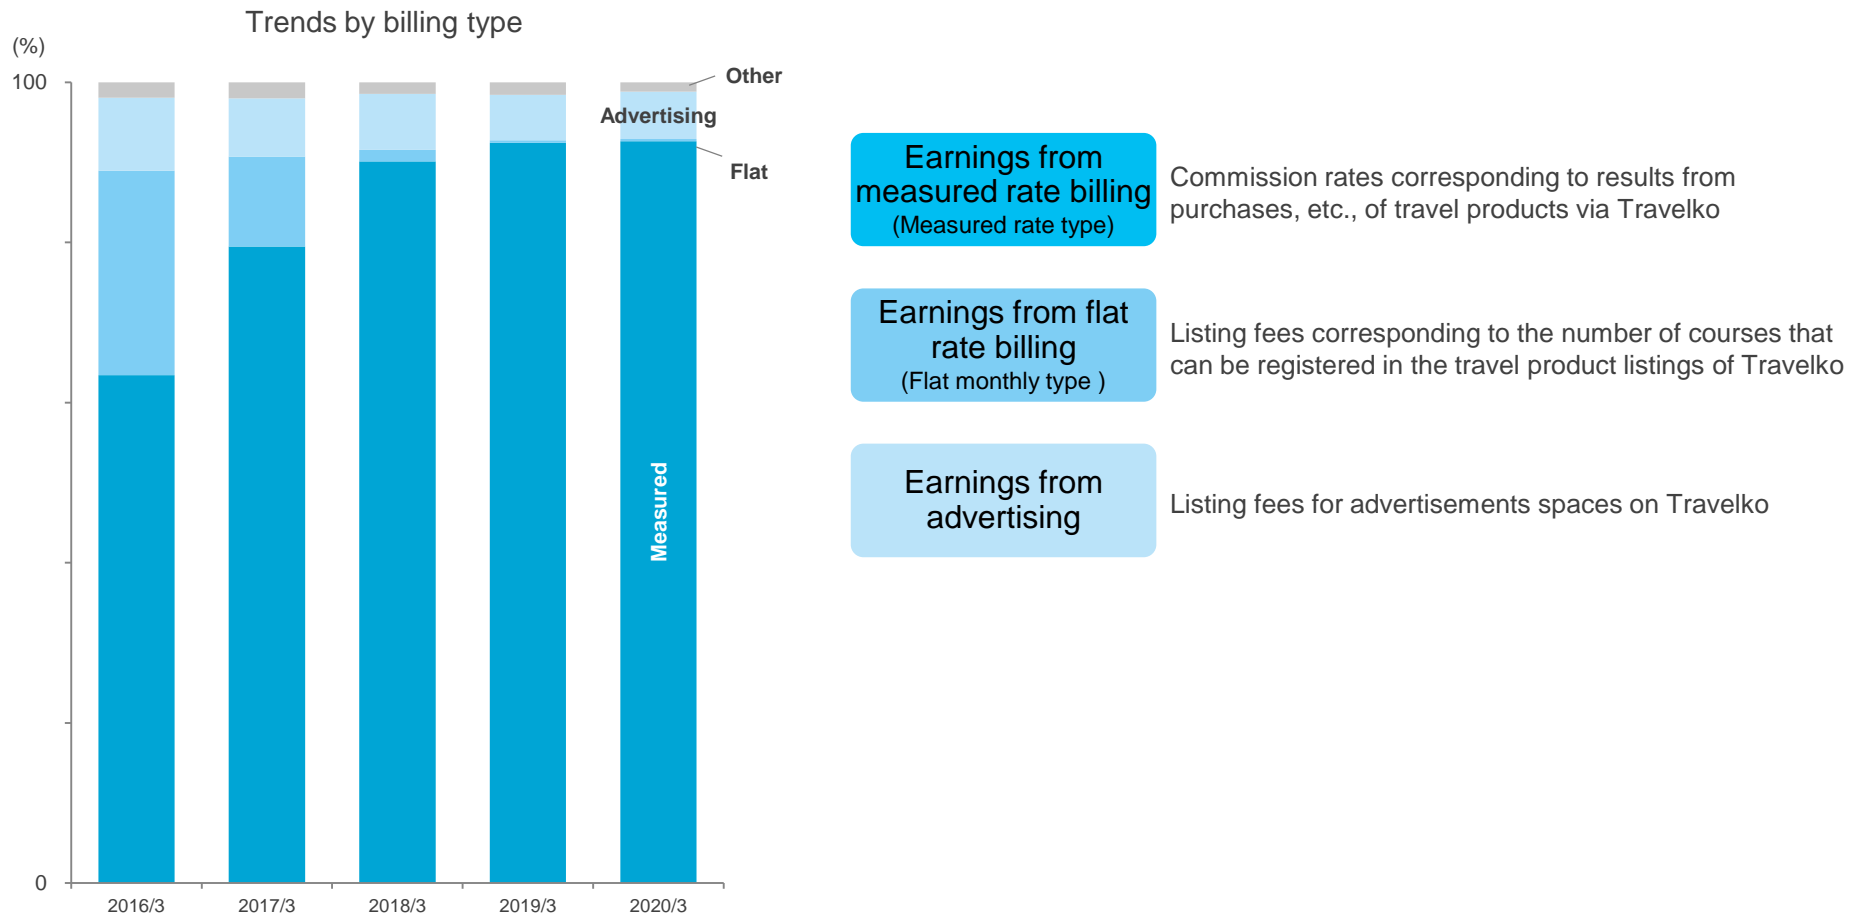 Trends by billing type
(%)
100
Other
Advertising
Flat
Measured
0
2016/3
2017/3
2018/3
2019/3
2020/3
Earnings from
measured rate billing
(Measured rate type)
Commission rates corresponding to results from
purchases, etc., of travel products via Travelko
Earnings from flat
rate billing
(Flat monthly type )
Listing fees corresponding to the number of courses that
can be registered in the travel product listings of Travelko
Earnings from
advertising
Listing fees for advertisements spaces on Travelko